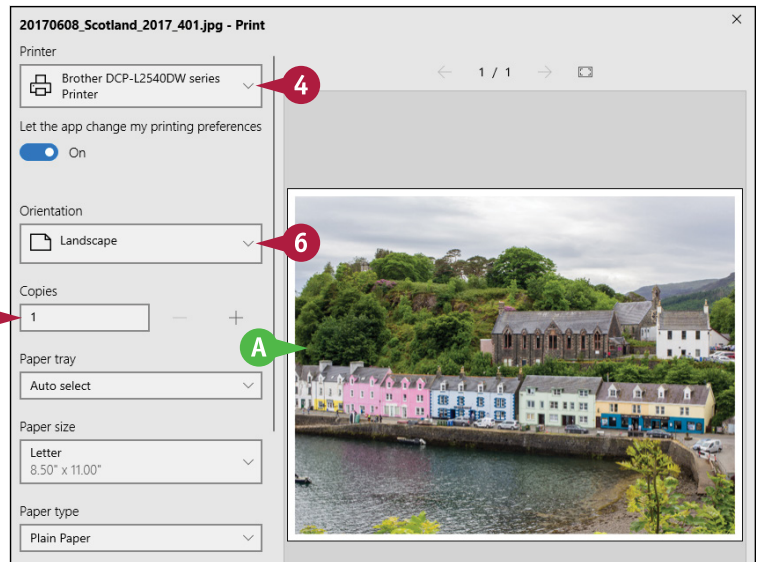 20170608_Scotland_2017_401.jpg - Print
Printer
Brother DCP-L2540DW series
Printer
4
Let the app change my printing preferences
On
Orientation
Landscape
6
Copies
1
Paper tray
Auto select
Paper size
Letter
8.50" x 11.00"
Paper type
Plain Paper
1 / 1
A